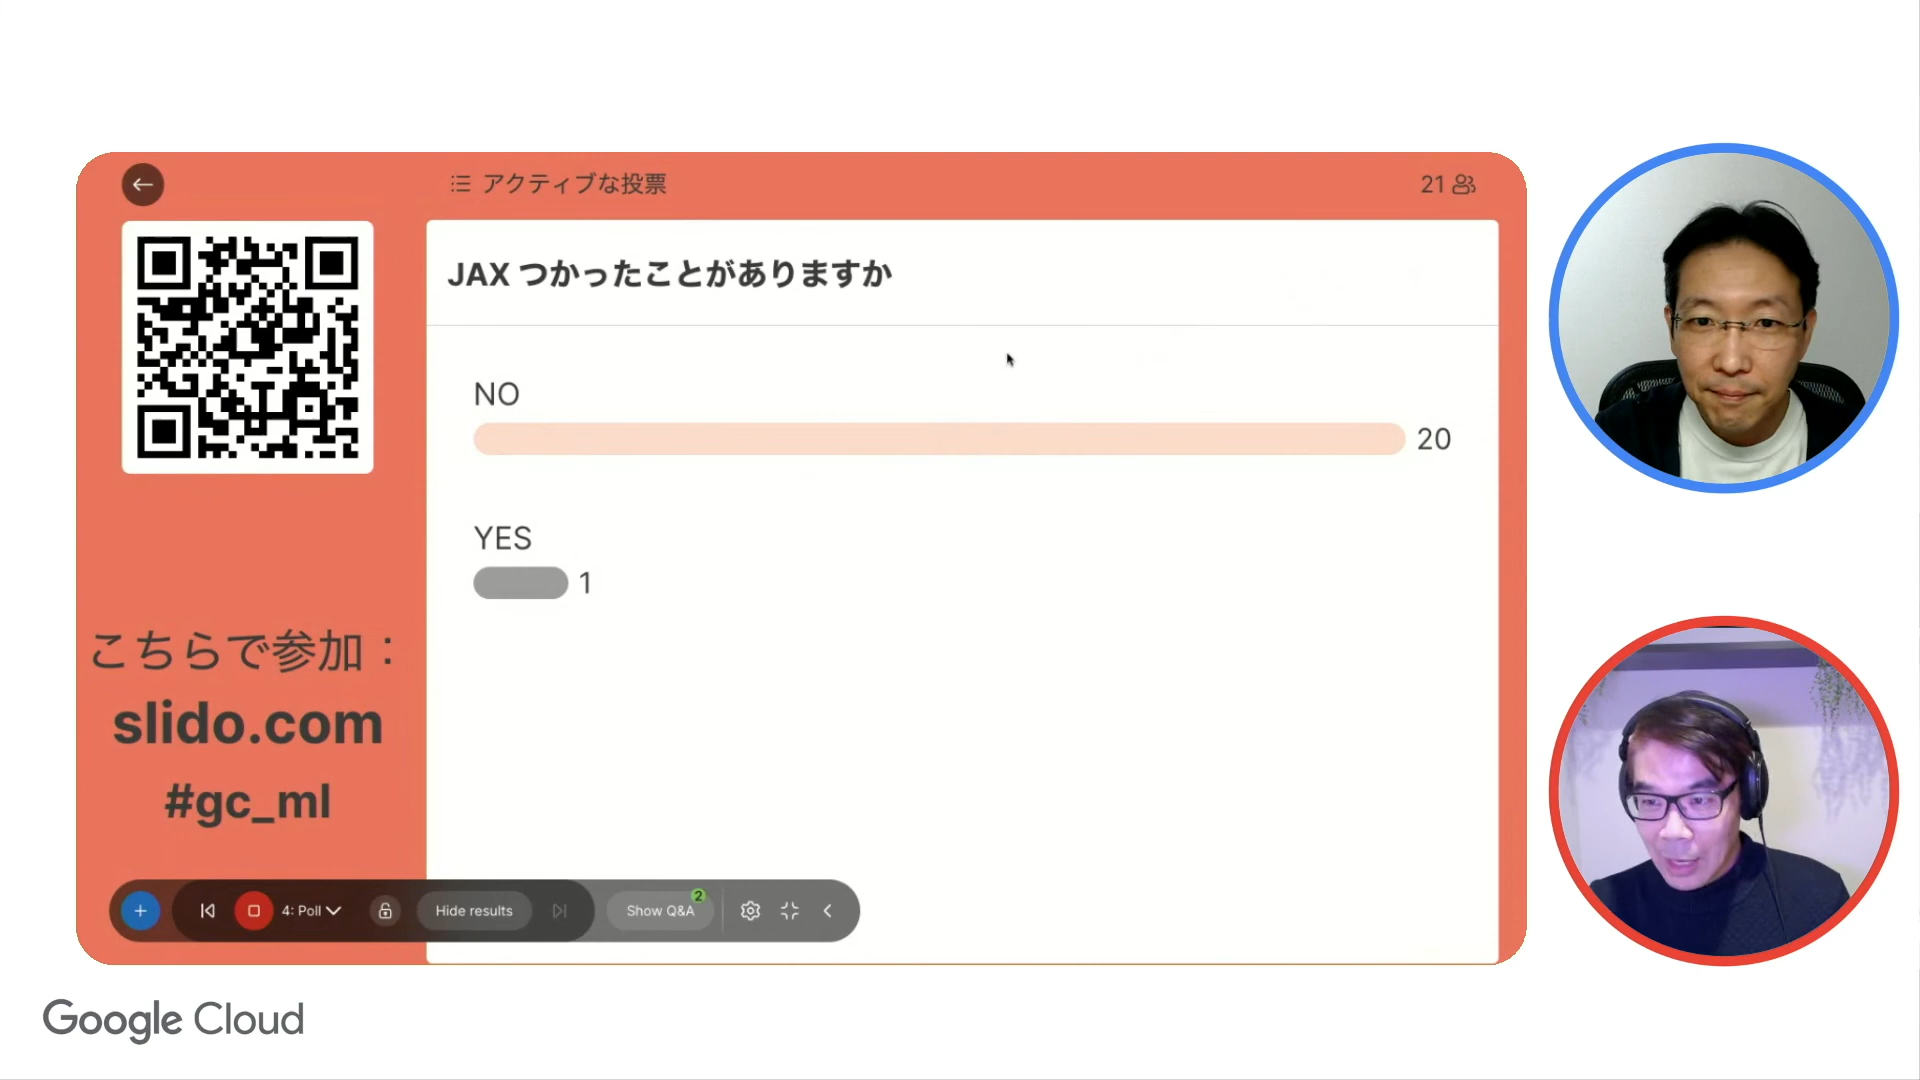 アクティブな投票
21
JAX つかったことがありますか
NO
20
YES
1
こちらで参加：
slido.com
#gc_ml
4: Poll
Hide results
Show Q&A
2
Google Cloud